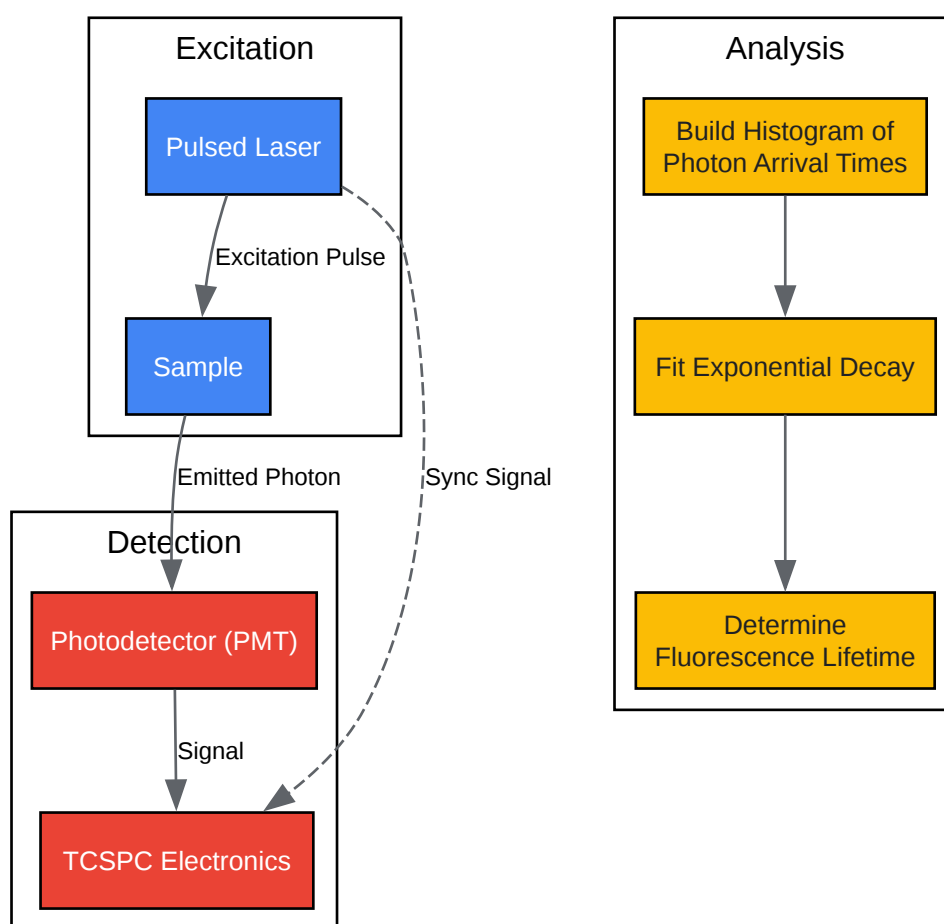 Excitation
Pulsed Laser
Excitation Pulse
Sample
Emitted Photon
Sync Signal
Detection
Photodetector (PMT)
Signal
TCSPC Electronics
Analysis
Build Histogram of
Photon Arrival Times
Fit Exponential Decay
Determine
Fluorescence Lifetime